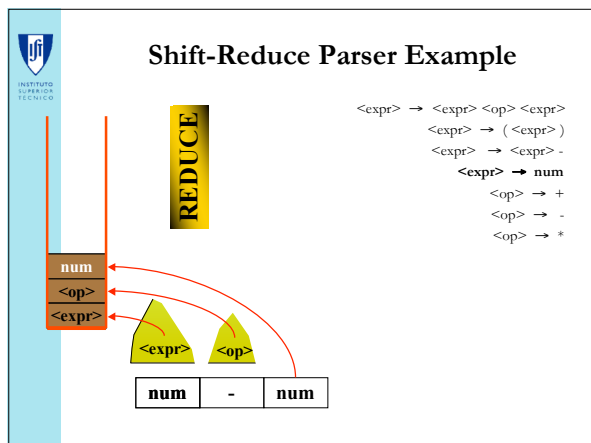 INSTITUTO
SUPERIOR
TÉCNICO
Shift-Reduce Parser Example
REDUCE
<expr> → <expr> <op> <expr>
<expr> → ( <expr> )
<expr> → <expr> -
<expr> → num
<op> → +
<op> → -
<op> → *
num
<op>
<expr>
<expr> <op>
num - num